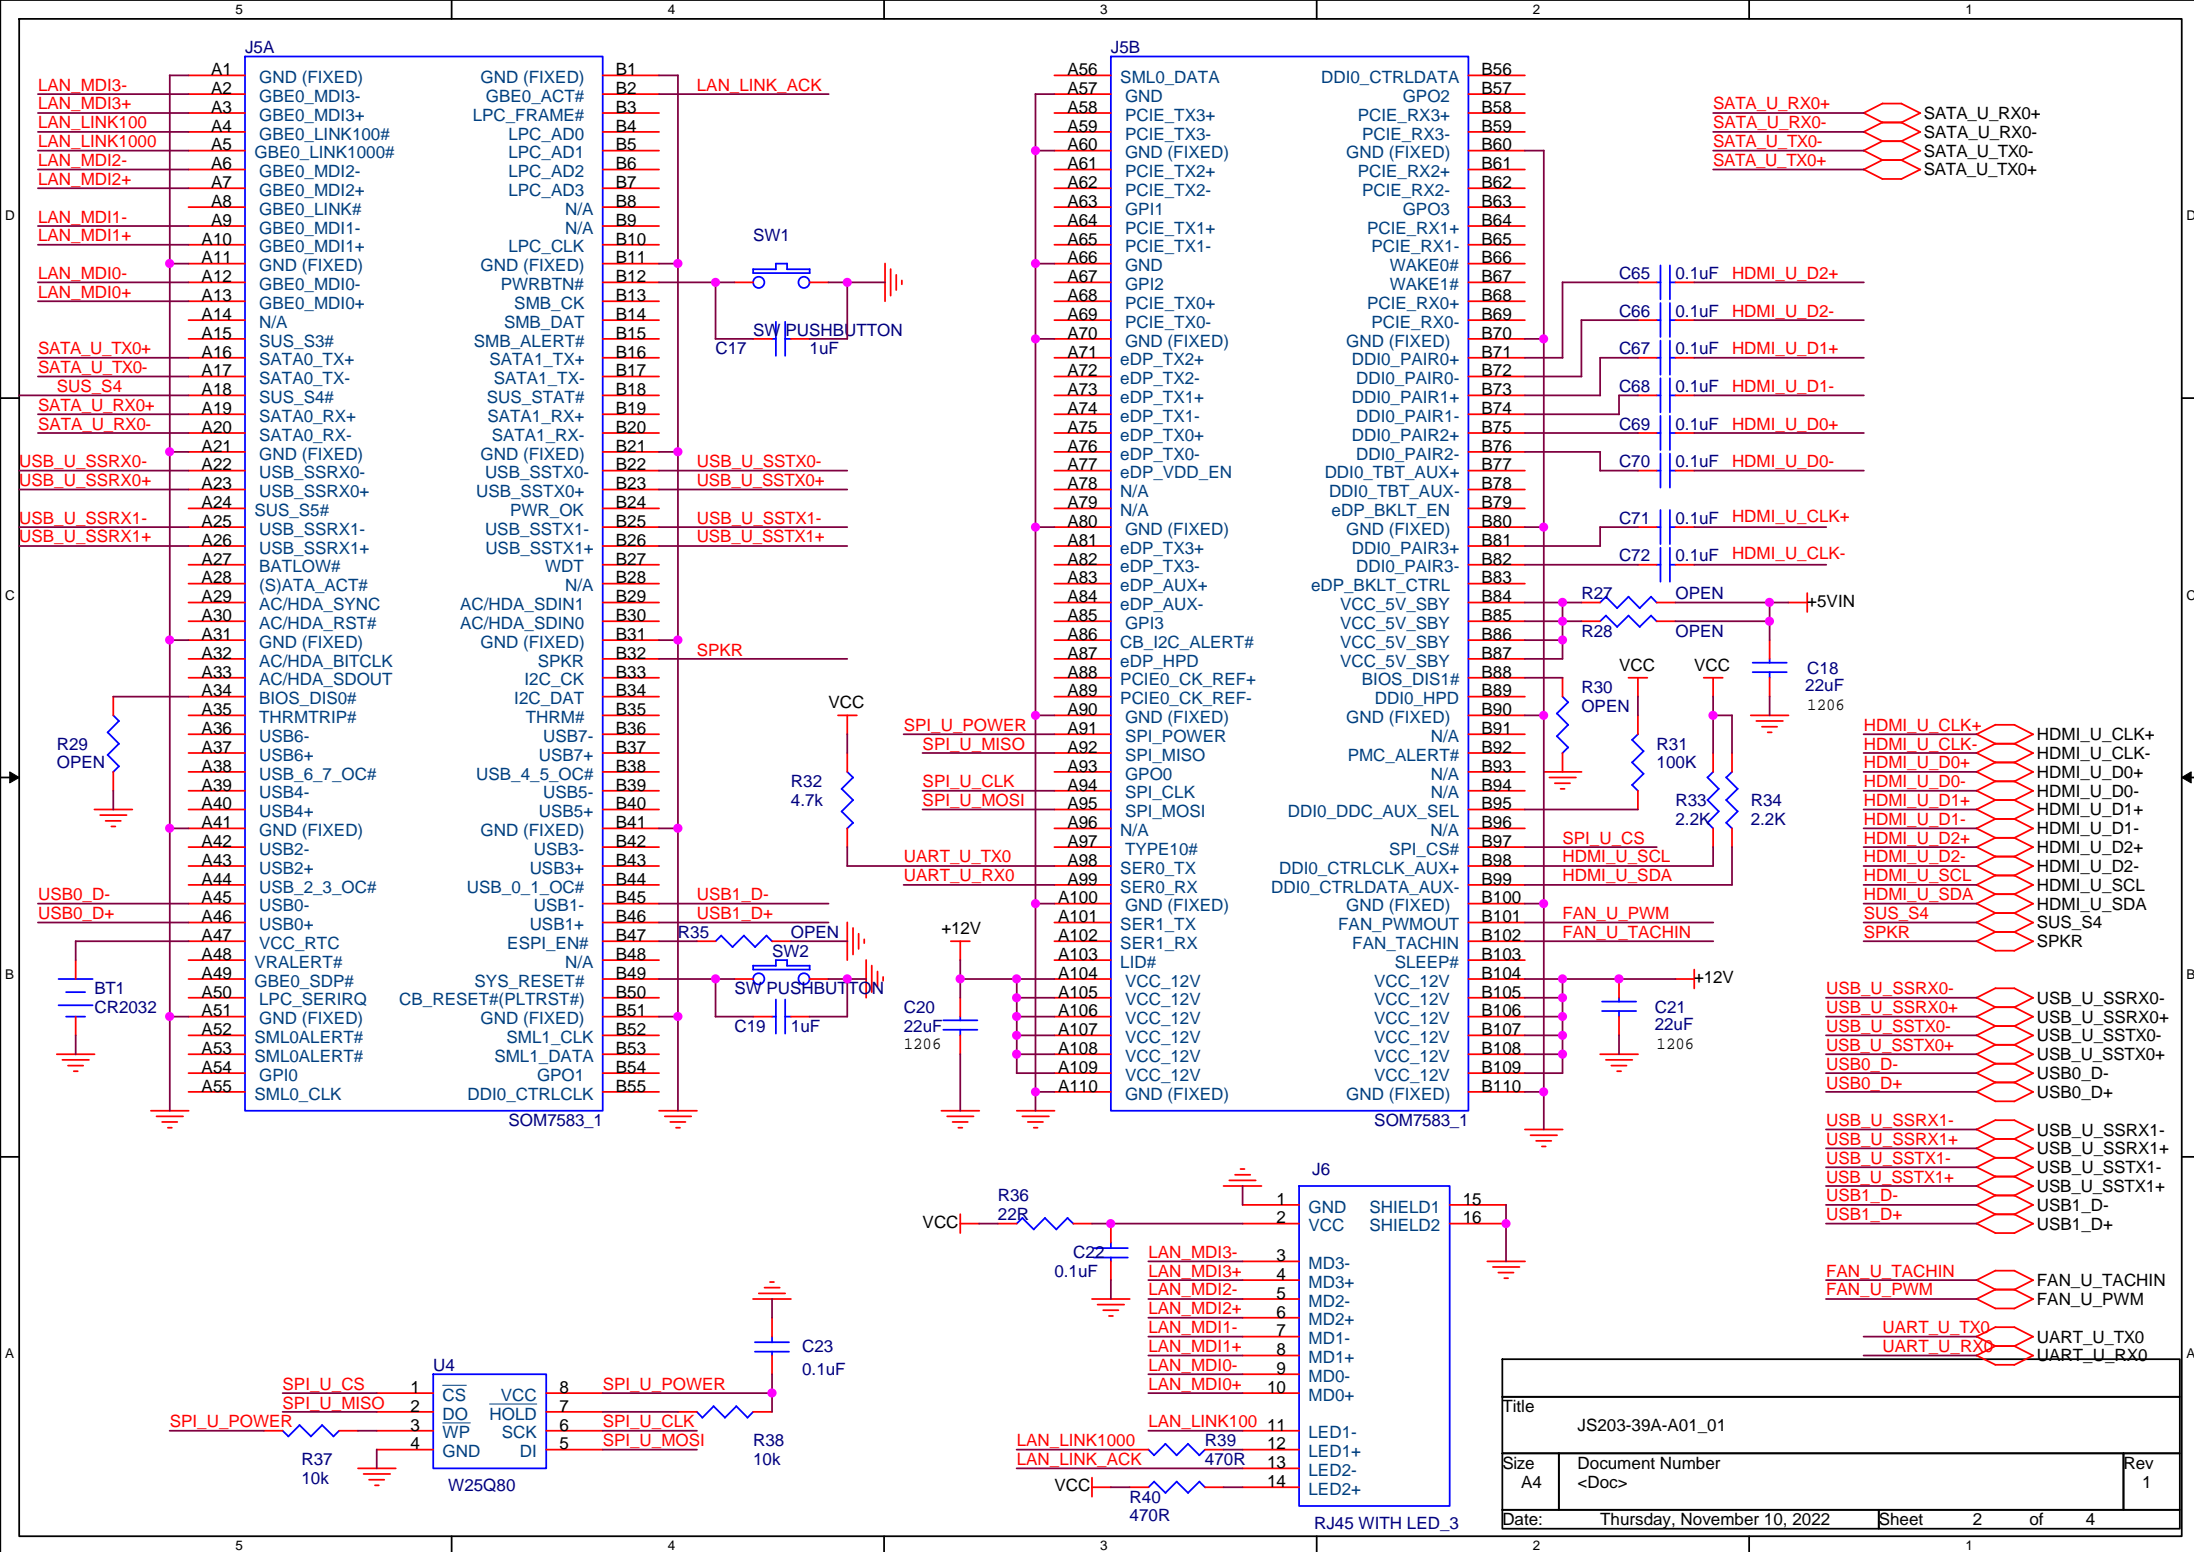 5 4 3 2 1
J5A
LAN_MDI3-
LAN_MDI3+
LAN_LINK100
LAN_LINK1000
LAN_MDI2-
LAN_MDI2+
LAN_MDI1-
LAN_MDI1+
LAN_MDI0-
LAN_MDI0+
SATA_U_TX0+
SATA_U_TX0-
SUS_S4
SATA_U_RX0+
SATA_U_RX0-
USB_U_SSRX0-
USB_U_SSRX0+
USB_U_SSRX1-
USB_U_SSRX1+
R29
OPEN
USB0_D-
USB0_D+
BT1
CR2032
A1 GND (FIXED) GND (FIXED) B1
A2 GBE0_MDI3- GBE0_ACT# B2
A3 GBE0_MDI3+ LPC_FRAME# B3
A4 GBE0_LINK100# LPC_AD0 B4
A5 GBE0_LINK1000# LPC_AD1 B5
A6 GBE0_MDI2- LPC_AD2 B6
A7 GBE0_MDI2+ LPC_AD3 B7
A8 GBE0_LINK# N/A B8
A9 GBE0_MDI1- N/A B9
A10 GBE0_MDI1+ LPC_CLK B10
A11 GND (FIXED) GND (FIXED) B11
A12 GBE0_MDI0- PWRBTN# B12
A13 GBE0_MDI0+ SMB_CK B13
A14 N/A SMB_DAT B14
A15 SUS_S3# SMB_ALERT# B15
A16 SATA0_TX+ SATA1_TX+ B16
A17 SATA0_TX- SATA1_TX- B17
A18 SUS_S4# SUS_STAT# B18
A19 SATA0_RX+ SATA1_RX+ B19
A20 SATA0_RX- SATA1_RX- B20
A21 GND (FIXED) GND (FIXED) B21
A22 USB_SSRX0- USB_SSTX0- B22
A23 USB_SSRX0+ USB_SSTX0+ B23
A24 SUS_S5# PWR_OK B24
A25 USB_SSRX1- USB_SSTX1- B25
A26 USB_SSRX1+ USB_SSTX1+ B26
A27 BATLOW# WDT B27
A28 (S)ATA_ACT# N/A B28
A29 AC/HDA_SYNC AC/HDA_SDIN1 B29
A30 AC/HDA_RST# AC/HDA_SDIN0 B30
A31 GND (FIXED) GND (FIXED) B31
A32 AC/HDA_BITCLK SPKR B32
A33 AC/HDA_SDOUT I2C_CK B33
A34 BIOS_DIS0# I2C_DAT B34
A35 THRMTRIP# THRM# B35
A36 USB6- USB7- B36
A37 USB6+ USB7+ B37
A38 USB_6_7_OC# USB_4_5_OC# B38
A39 USB4- USB5- B39
A40 USB4+ USB5+ B40
A41 GND (FIXED) GND (FIXED) B41
A42 USB2- USB3- B42
A43 USB2+ USB3+ B43
A44 USB_2_3_OC# USB_0_1_OC# B44
A45 USB0- USB1- B45
A46 USB0+ USB1+ B46
A47 VCC_RTC ESPI_EN# B47
A48 VRALERT# N/A B48
A49 GBE0_SDP# SYS_RESET# B49
A50 LPC_SERIRQ CB_RESET#(PLTRST#) B50
A51 GND (FIXED) GND (FIXED) B51
A52 SML0ALERT# SML1_CLK B52
A53 SML0ALERT# SML1_DATA B53
A54 GPI0 GPO1 B54
A55 SML0_CLK DDI0_CTRLCLK B55
SOM7583_1
LAN_LINK_ACK
SW1
SW PUSHBUTTON
C17 1uF
USB_U_SSTX0-
USB_U_SSTX0+
USB_U_SSTX1-
USB_U_SSTX1+
SPKR
VCC
R32
4.7k
USB1_D-
USB1_D+
R35 OPEN
SW2
SW PUSHBUTTON
C19 1uF
J5B
SPI_U_POWER
SPI_U_MISO
SPI_U_CLK
SPI_U_MOSI
UART_U_TX0
UART_U_RX0
+12V
C20
22uF
1206
A56 SML0_DATA DDI0_CTRLDATA B56
A57 GND GPO2 B57
A58 PCIE_TX3+ PCIE_RX3+ B58
A59 PCIE_TX3- PCIE_RX3- B59
A60 GND (FIXED) GND (FIXED) B60
A61 PCIE_TX2+ PCIE_RX2+ B61
A62 PCIE_TX2- PCIE_RX2- B62
A63 GPI1 GPO3 B63
A64 PCIE_TX1+ PCIE_RX1+ B64
A65 PCIE_TX1- PCIE_RX1- B65
A66 GND WAKE0# B66
A67 GPI2 WAKE1# B67
A68 PCIE_TX0+ PCIE_RX0+ B68
A69 PCIE_TX0- PCIE_RX0- B69
A70 GND (FIXED) GND (FIXED) B70
A71 eDP_TX2+ DDI0_PAIR0+ B71
A72 eDP_TX2- DDI0_PAIR0- B72
A73 eDP_TX1+ DDI0_PAIR1+ B73
A74 eDP_TX1- DDI0_PAIR1- B74
A75 eDP_TX0+ DDI0_PAIR2+ B75
A76 eDP_TX0- DDI0_PAIR2- B76
A77 eDP_VDD_EN DDI0_TBT_AUX+ B77
A78 N/A DDI0_TBT_AUX- B78
A79 N/A eDP_BKLT_EN B79
A80 GND (FIXED) GND (FIXED) B80
A81 eDP_TX3+ DDI0_PAIR3+ B81
A82 eDP_TX3- DDI0_PAIR3- B82
A83 eDP_AUX+ eDP_BKLT_CTRL B83
A84 eDP_AUX- VCC_5V_SBY B84
A85 GPI3 VCC_5V_SBY B85
A86 CB_I2C_ALERT# VCC_5V_SBY B86
A87 eDP_HPD VCC_5V_SBY B87
A88 PCIE0_CK_REF+ BIOS_DIS1# B88
A89 PCIE0_CK_REF- DDI0_HPD B89
A90 GND (FIXED) GND (FIXED) B90
A91 SPI_POWER N/A B91
A92 SPI_MISO PMC_ALERT# B92
A93 GPO0 N/A B93
A94 SPI_CLK N/A B94
A95 SPI_MOSI DDI0_DDC_AUX_SEL B95
A96 N/A N/A B96
A97 TYPE10# SPI_CS# B97
A98 SER0_TX DDI0_CTRLCLK_AUX+ B98
A99 SER0_RX DDI0_CTRLDATA_AUX- B99
A100 GND (FIXED) GND (FIXED) B100
A101 SER1_TX FAN_PWMOUT B101
A102 SER1_RX FAN_TACHIN B102
A103 LID# SLEEP# B103
A104 VCC_12V VCC_12V B104
A105 VCC_12V VCC_12V B105
A106 VCC_12V VCC_12V B106
A107 VCC_12V VCC_12V B107
A108 VCC_12V VCC_12V B108
A109 VCC_12V VCC_12V B109
A110 GND (FIXED) GND (FIXED) B110
SOM7583_1
C65 0.1uF HDMI_U_D2+
C66 0.1uF HDMI_U_D2-
C67 0.1uF HDMI_U_D1+
C68 0.1uF HDMI_U_D1-
C69 0.1uF HDMI_U_D0+
C70 0.1uF HDMI_U_D0-
C71 0.1uF HDMI_U_CLK+
C72 0.1uF HDMI_U_CLK-
R27 OPEN +5VIN
R28 OPEN
VCC VCC
C18
22uF
1206
R30
OPEN
R31
100K
R33 R34
2.2K 2.2K
SPI_U_CS
HDMI_U_SCL
HDMI_U_SDA
FAN_U_PWM
FAN_U_TACHIN
+12V
C21
22uF
1206
SATA_U_RX0+ SATA_U_RX0+
SATA_U_RX0- SATA_U_RX0-
SATA_U_TX0- SATA_U_TX0-
SATA_U_TX0+ SATA_U_TX0+
HDMI_U_CLK+ HDMI_U_CLK+
HDMI_U_CLK- HDMI_U_CLK-
HDMI_U_D0+ HDMI_U_D0+
HDMI_U_D0- HDMI_U_D0-
HDMI_U_D1+ HDMI_U_D1+
HDMI_U_D1- HDMI_U_D1-
HDMI_U_D2+ HDMI_U_D2+
HDMI_U_D2- HDMI_U_D2-
HDMI_U_SCL HDMI_U_SCL
HDMI_U_SDA HDMI_U_SDA
SUS_S4 SUS_S4
SPKR SPKR
USB_U_SSRX0- USB_U_SSRX0-
USB_U_SSRX0+ USB_U_SSRX0+
USB_U_SSTX0- USB_U_SSTX0-
USB_U_SSTX0+ USB_U_SSTX0+
USB0_D- USB0_D-
USB0_D+ USB0_D+
USB_U_SSRX1- USB_U_SSRX1-
USB_U_SSRX1+ USB_U_SSRX1+
USB_U_SSTX1- USB_U_SSTX1-
USB_U_SSTX1+ USB_U_SSTX1+
USB1_D- USB1_D-
USB1_D+ USB1_D+
FAN_U_TACHIN FAN_U_TACHIN
FAN_U_PWM FAN_U_PWM
UART_U_TX0 UART_U_TX0
UART_U_RX0 UART_U_RX0
D D
C C
B B
A A
U4
SPI_U_CS 1 CS VCC 8 SPI_U_POWER
SPI_U_MISO 2 DO HOLD 7
SPI_U_POWER 3 WP SCK 6 SPI_U_CLK
4 GND DI 5 SPI_U_MOSI
W25Q80
R37
10k
R38
10k
C23
0.1uF
J6
VCC
R36
22R
C22
0.1uF
1 GND SHIELD1 15
2 VCC SHIELD2 16
LAN_MDI3- 3 MD3-
LAN_MDI3+ 4 MD3+
LAN_MDI2- 5 MD2-
LAN_MDI2+ 6 MD2+
LAN_MDI1- 7 MD1-
LAN_MDI1+ 8 MD1+
LAN_MDI0- 9 MD0-
LAN_MDI0+ 10 MD0+
LAN_LINK100 11 LED1-
LAN_LINK1000 R39 12 LED1+
LAN_LINK_ACK 470R 13 LED2-
VCC 14 LED2+
R40
470R
RJ45 WITH LED_3
Title
JS203-39A-A01_01
Size Document Number Rev
A4 <Doc> 1
Date: Thursday, November 10, 2022 Sheet 2 of 4
5 4 3 2 1